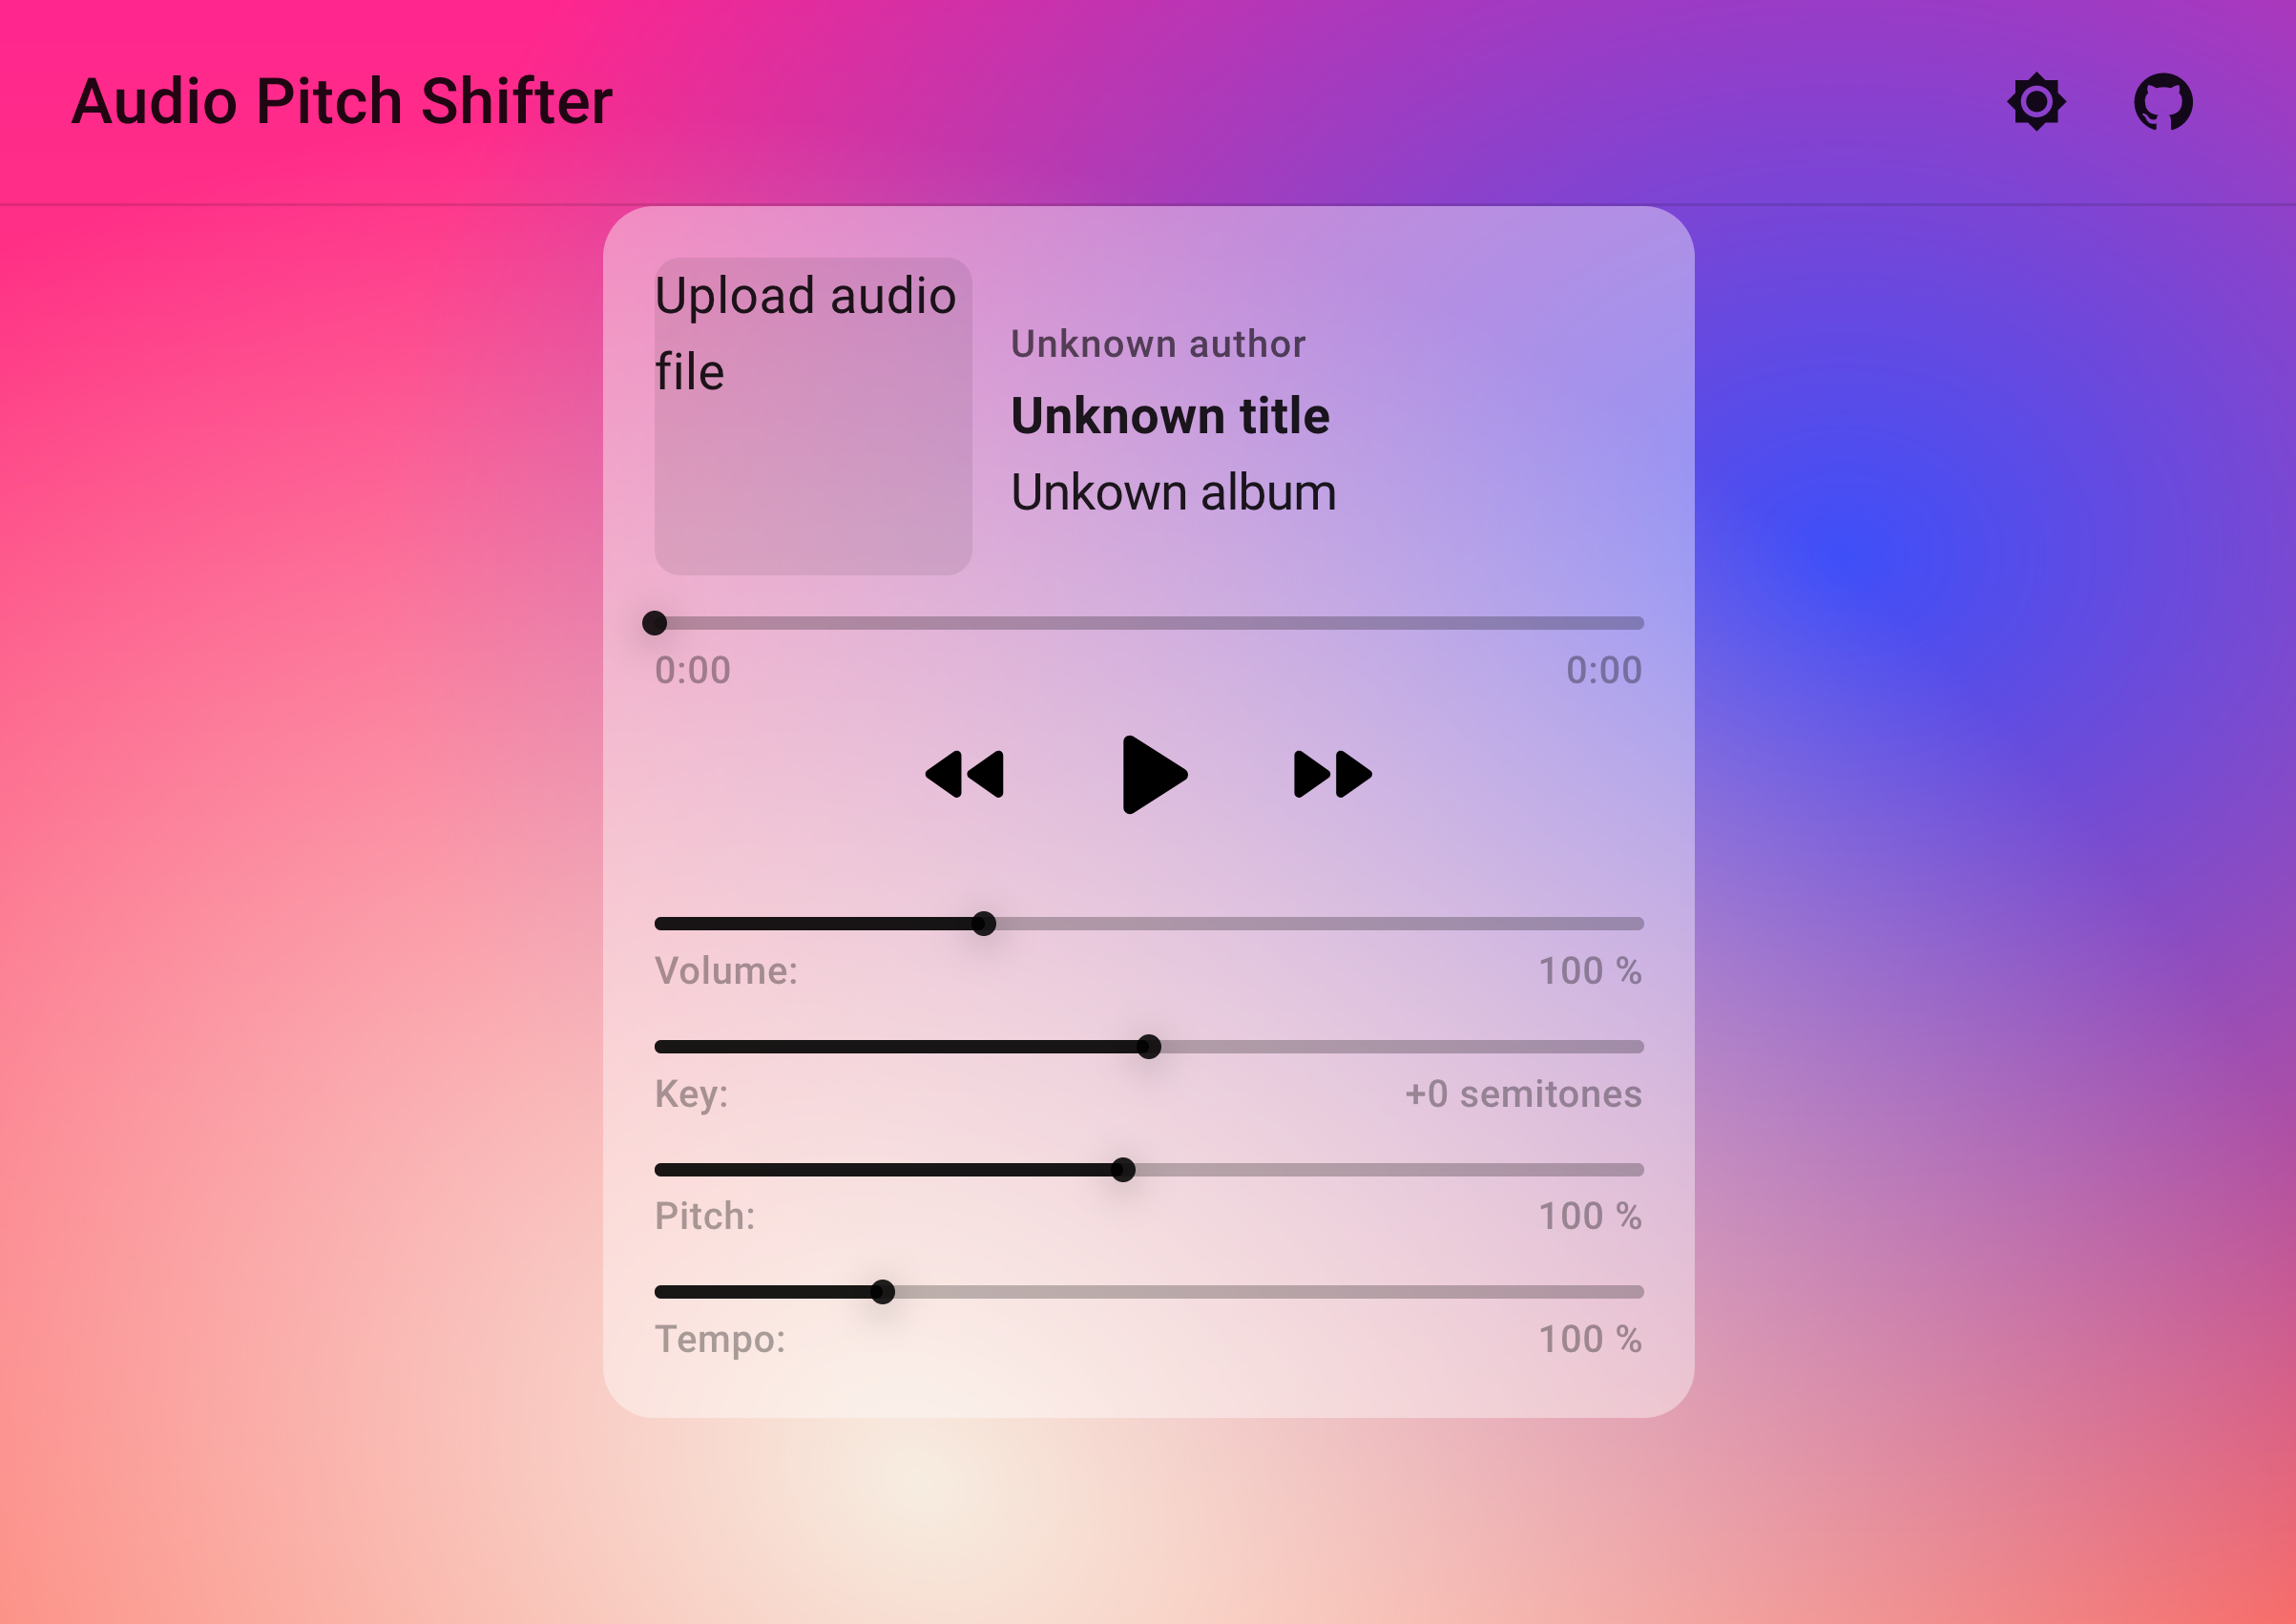 Audio Pitch Shifter
Upload audio
file
Unknown author
Unknown title
Unkown album
0:00 0:00
Volume: 100 %
Key: +0 semitones
Pitch: 100 %
Tempo: 100 %